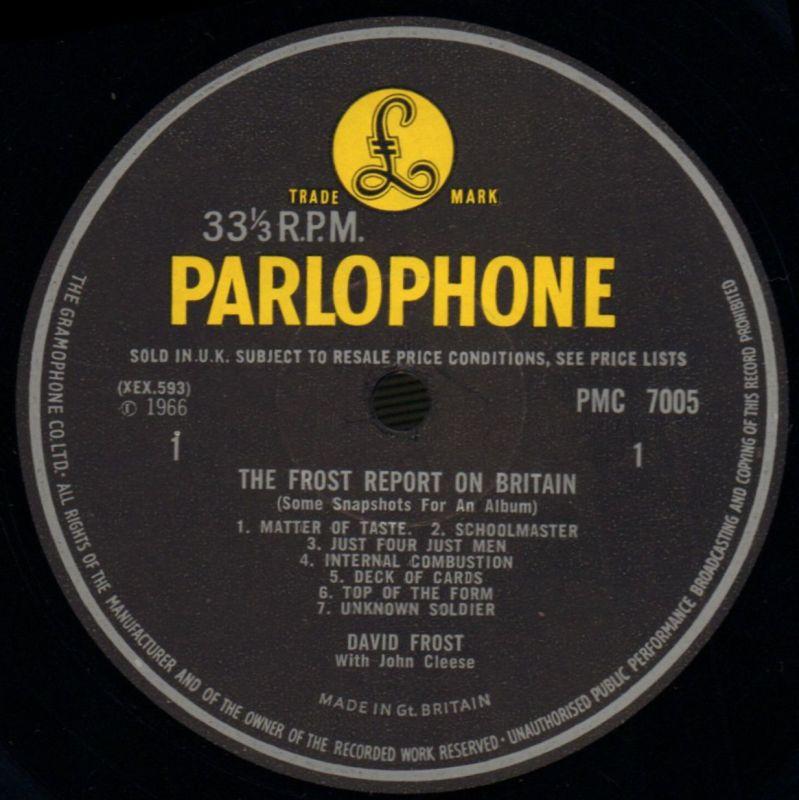 £
TRADE MARK
33⅓ R.P.M.
PARLOPHONE
SOLD IN U.K. SUBJECT TO RESALE PRICE CONDITIONS, SEE PRICE LISTS
(XEX.593)
℗ 1966
PMC 7005
1
1
THE FROST REPORT ON BRITAIN
(Some Snapshots For An Album)
1. MATTER OF TASTE. 2. SCHOOLMASTER
3. JUST FOUR JUST MEN
4. INTERNAL COMBUSTION
5. DECK OF CARDS
6. TOP OF THE FORM
7. UNKNOWN SOLDIER
DAVID FROST
With John Cleese
MADE IN Gt. BRITAIN
THE GRAMOPHONE CO. LTD. · ALL RIGHTS OF THE MANUFACTURER AND OF THE OWNER OF THE RECORDED WORK RESERVED · UNAUTHORISED PUBLIC PERFORMANCE BROADCASTING AND COPYING OF THIS RECORD PROHIBITED